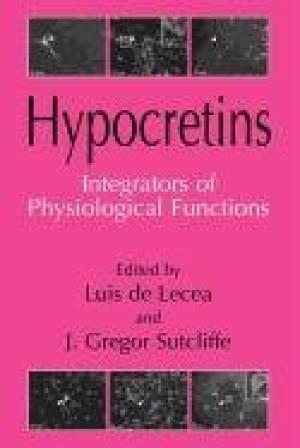 Hypocretins
Integrators of
Physiological Functions
Edited by
Luis de Lecea
and
J. Gregor Sutcliffe